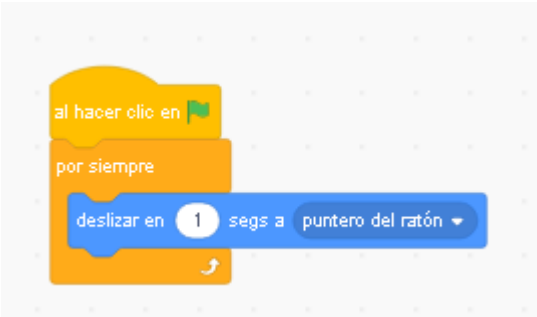 al hacer clic en
por siempre
deslizar en 1 segs a puntero del ratón